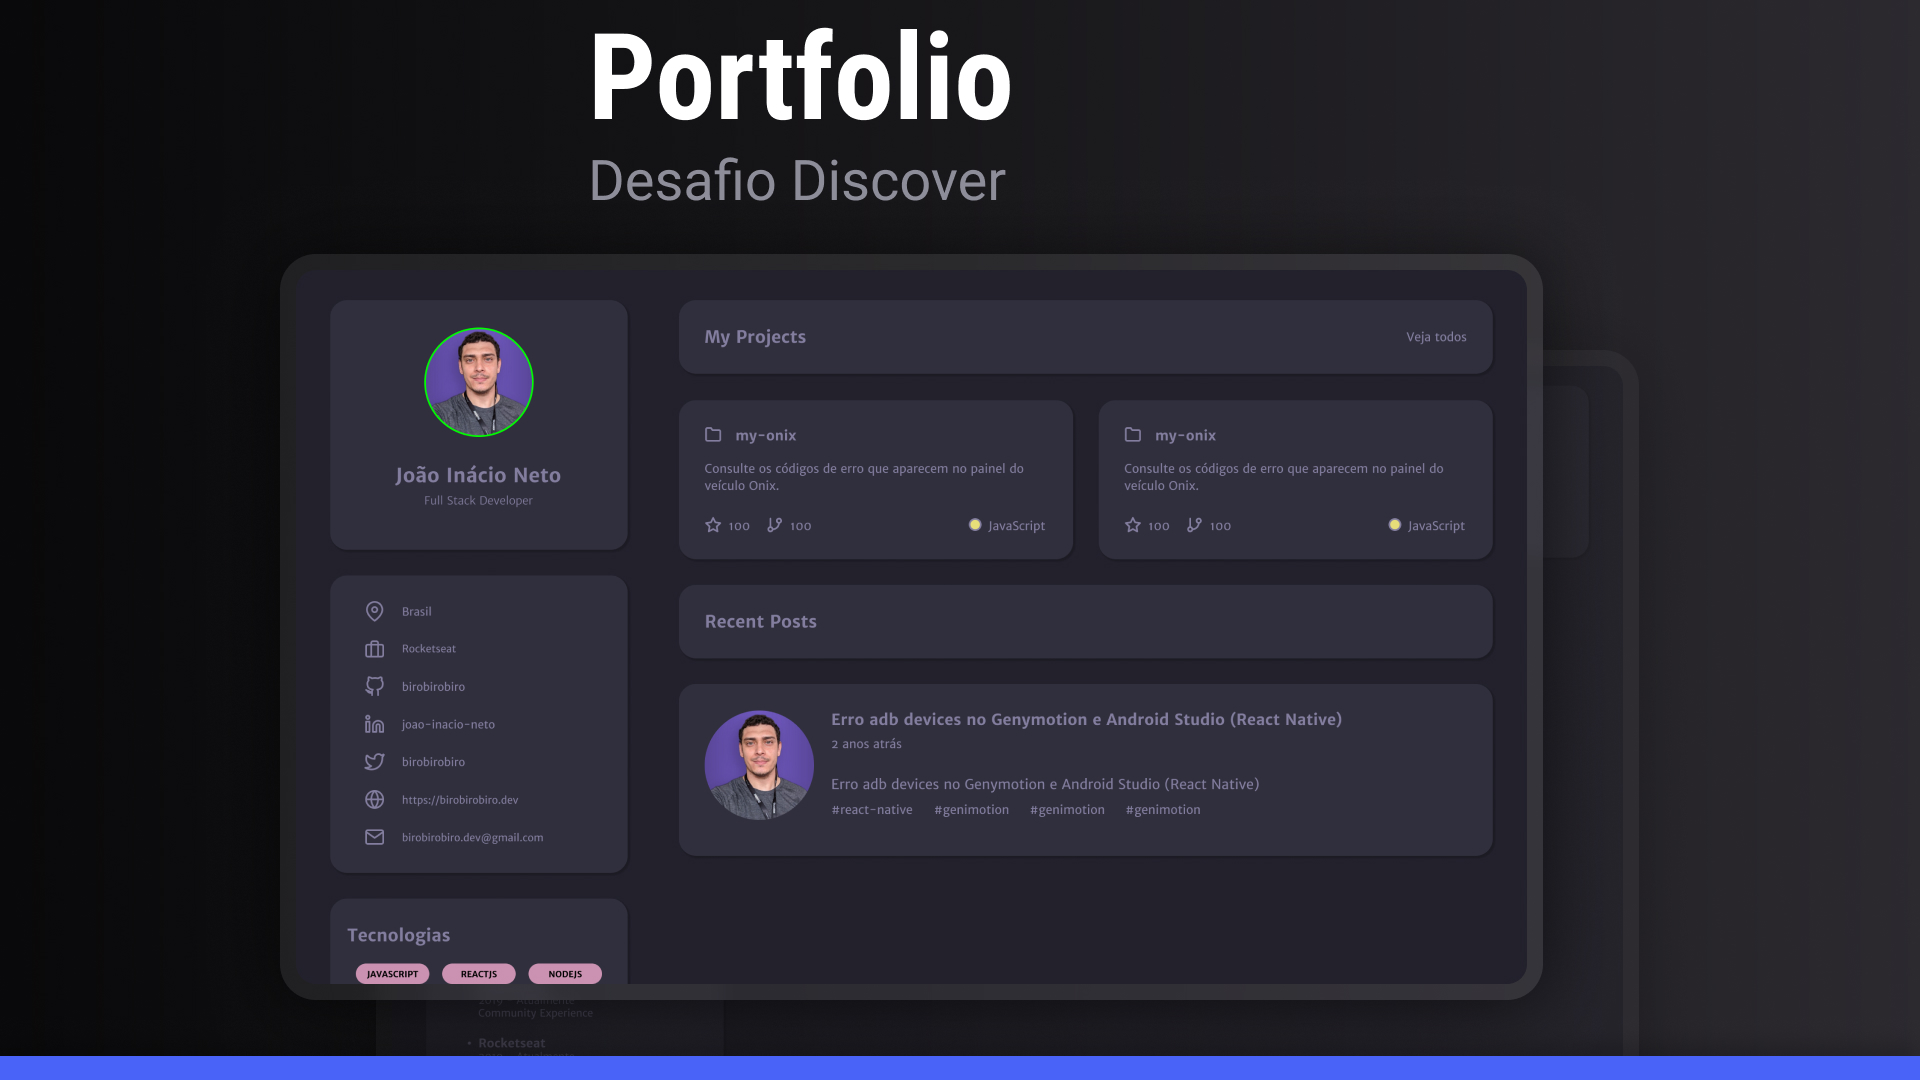 Portfolio
Desafio Discover
João Inácio Neto
Full Stack Developer
Brasil
Rocketseat
birobirobiro
joao-inacio-neto
birobirobiro
https://birobirobiro.dev
birobirobiro.dev@gmail.com
Tecnologias
JAVASCRIPT REACTJS NODEJS
My Projects Veja todos
my-onix
Consulte os códigos de erro que aparecem no painel do
veículo Onix.
100 100 JavaScript
my-onix
Consulte os códigos de erro que aparecem no painel do
veículo Onix.
100 100 JavaScript
Recent Posts
Erro adb devices no Genymotion e Android Studio (React Native)
2 anos atrás
Erro adb devices no Genymotion e Android Studio (React Native)
#react-native #genimotion #genimotion #genimotion
Community Experience
• Rocketseat